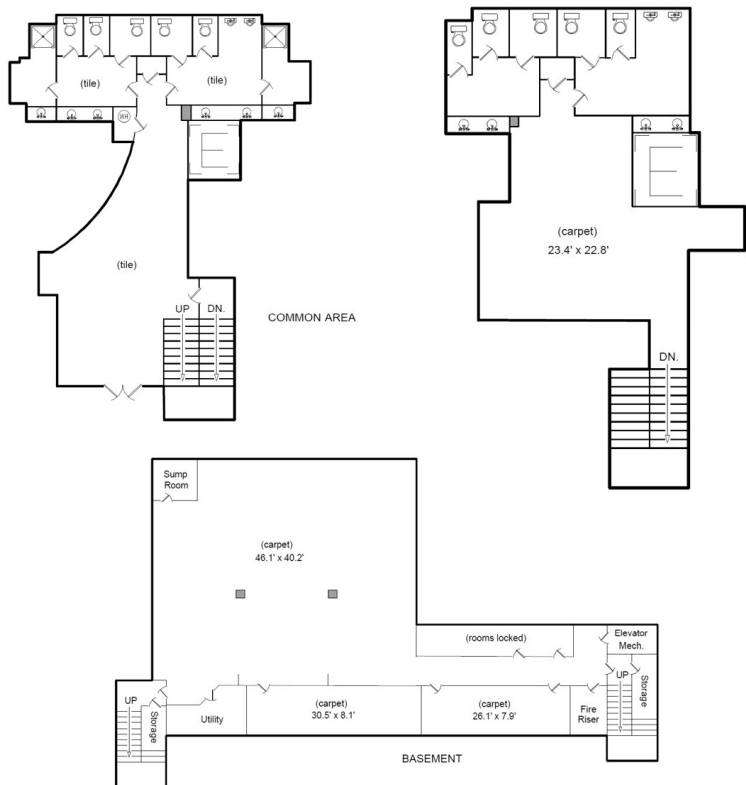 (tile)
(tile)
WH
E
(tile)
UP
DN.
COMMON AREA
E
(carpet)
23.4' x 22.8'
DN.
Sump
Room
(carpet)
46.1' x 40.2'
(rooms locked)
Elevator
Mech.
UP
Storage
UP
Storage
Utility
(carpet)
30.5' x 8.1'
(carpet)
26.1' x 7.9'
Fire
Riser
BASEMENT